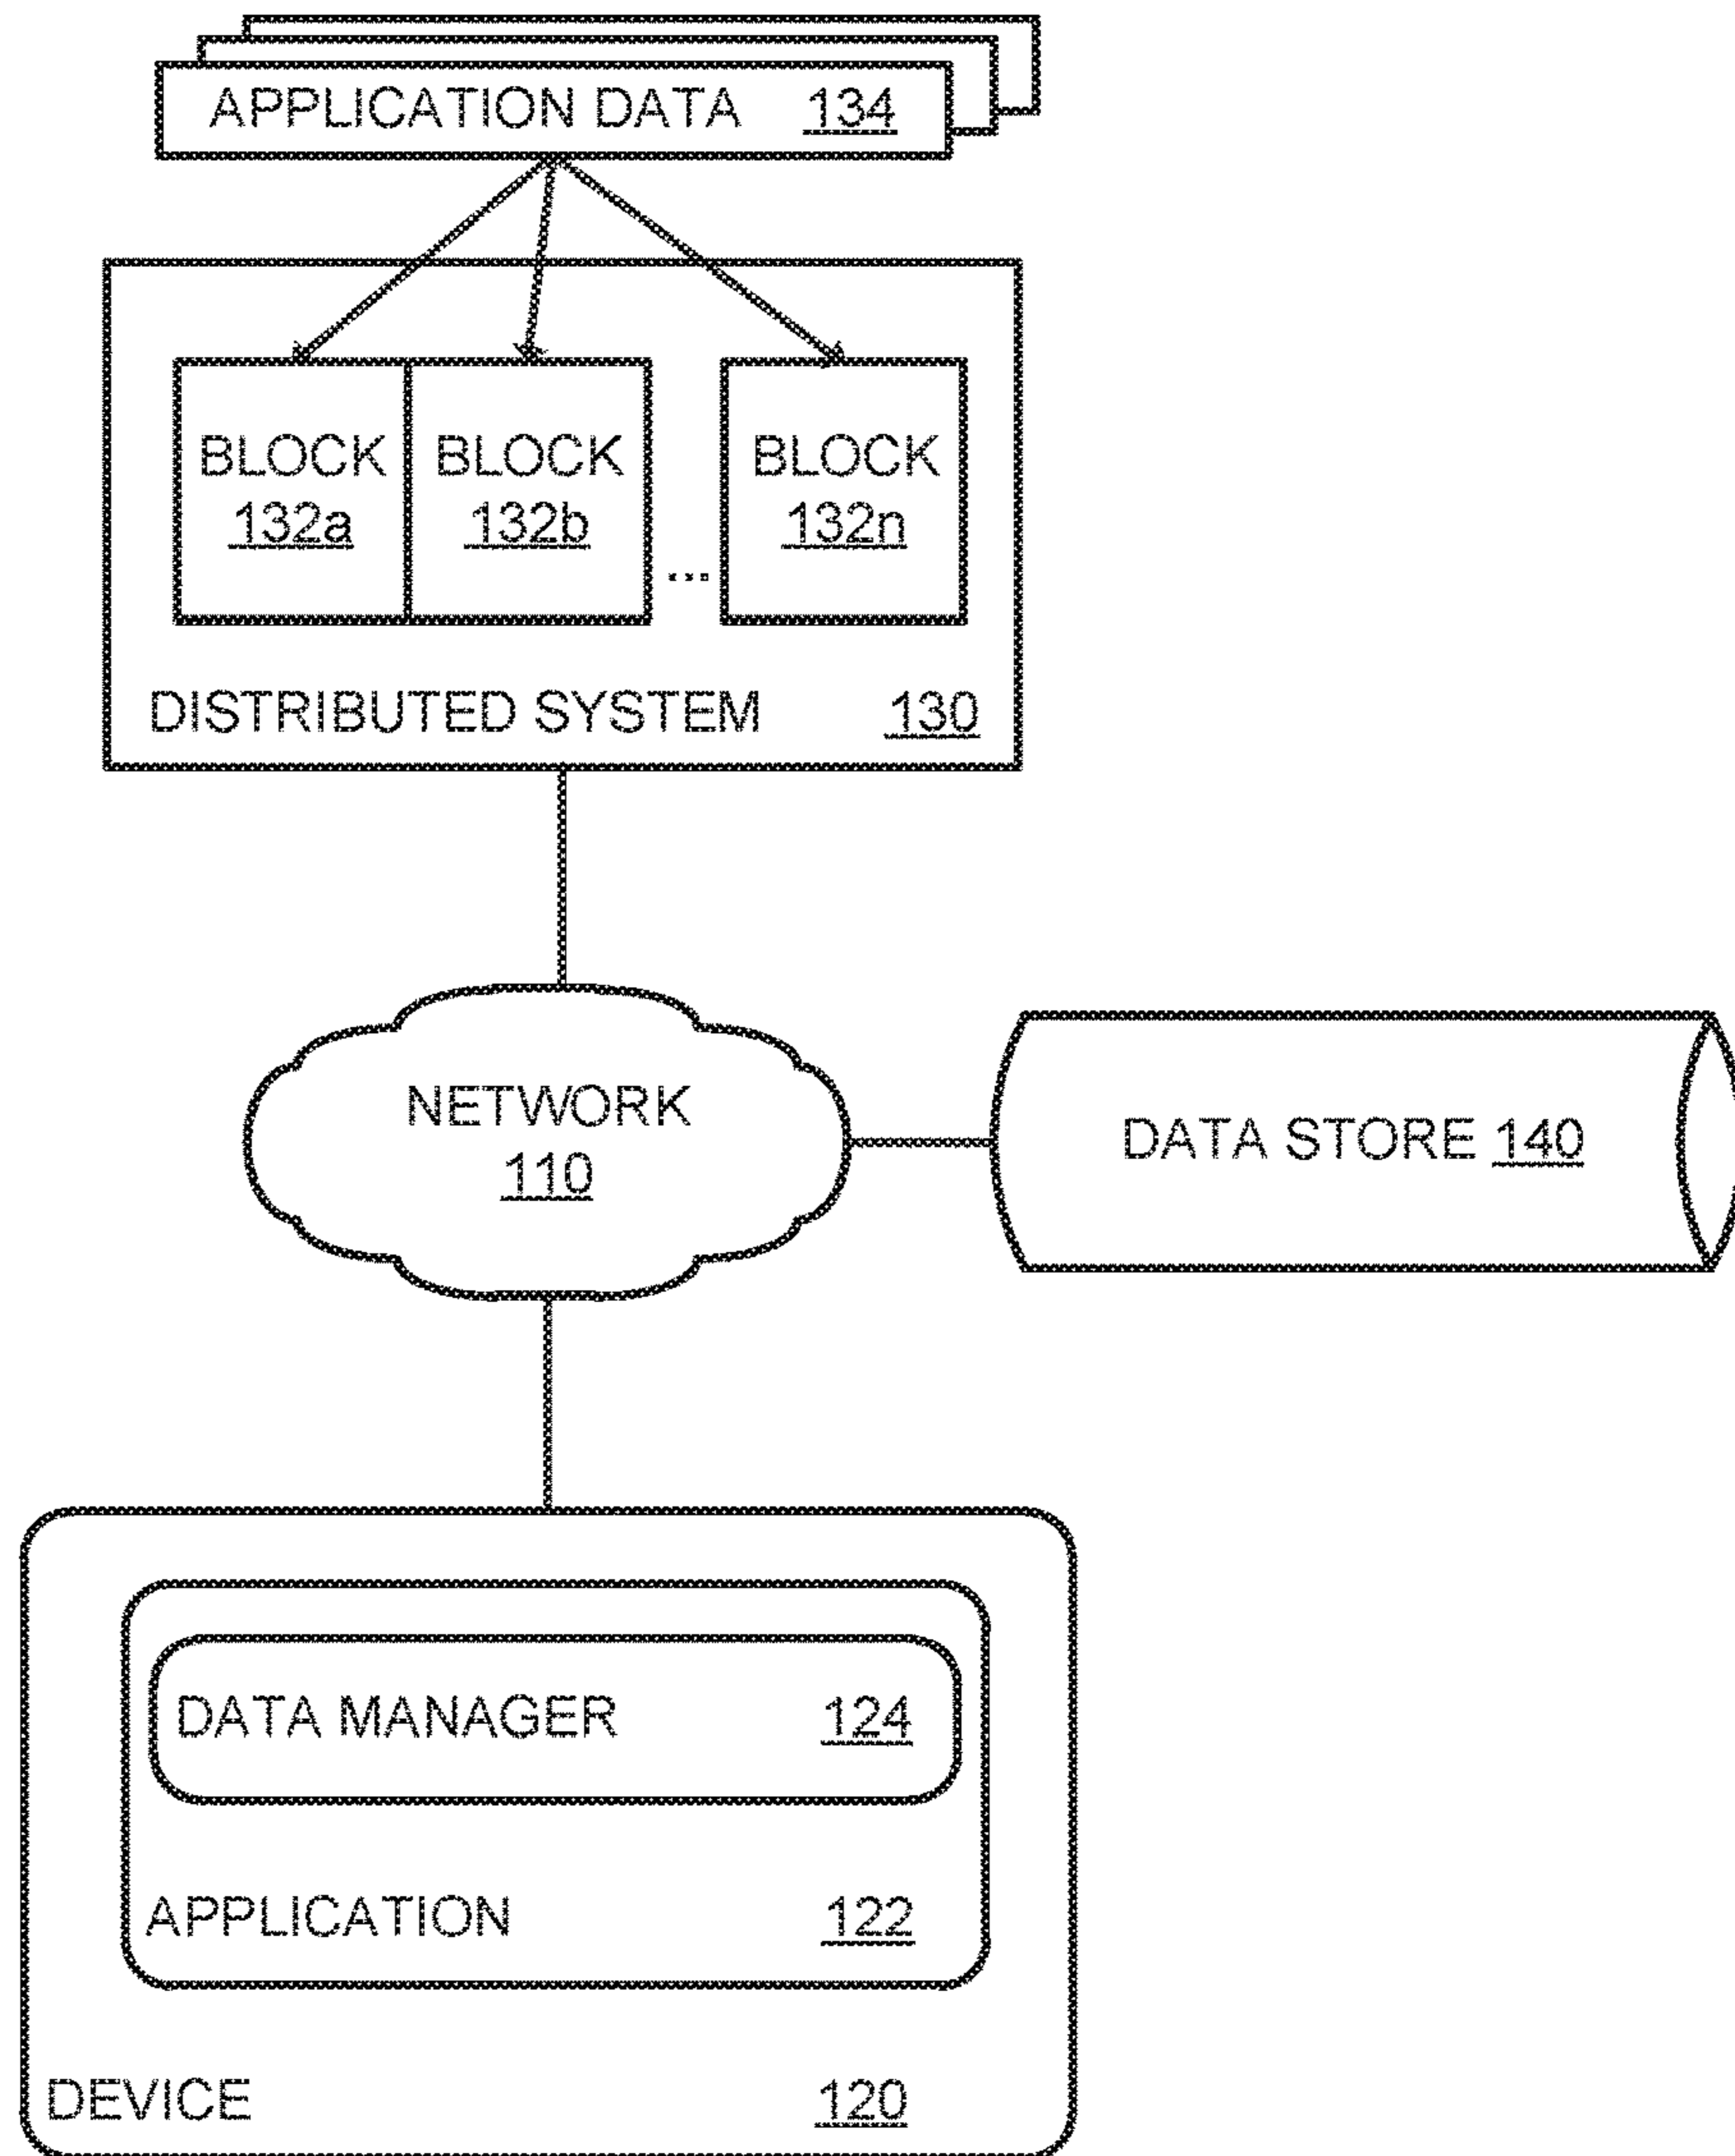 APPLICATION DATA 134
BLOCK 132a
BLOCK 132b
...
BLOCK 132n
DISTRIBUTED SYSTEM 130
NETWORK
110
DATA STORE 140
DATA MANAGER 124
APPLICATION 122
DEVICE 120